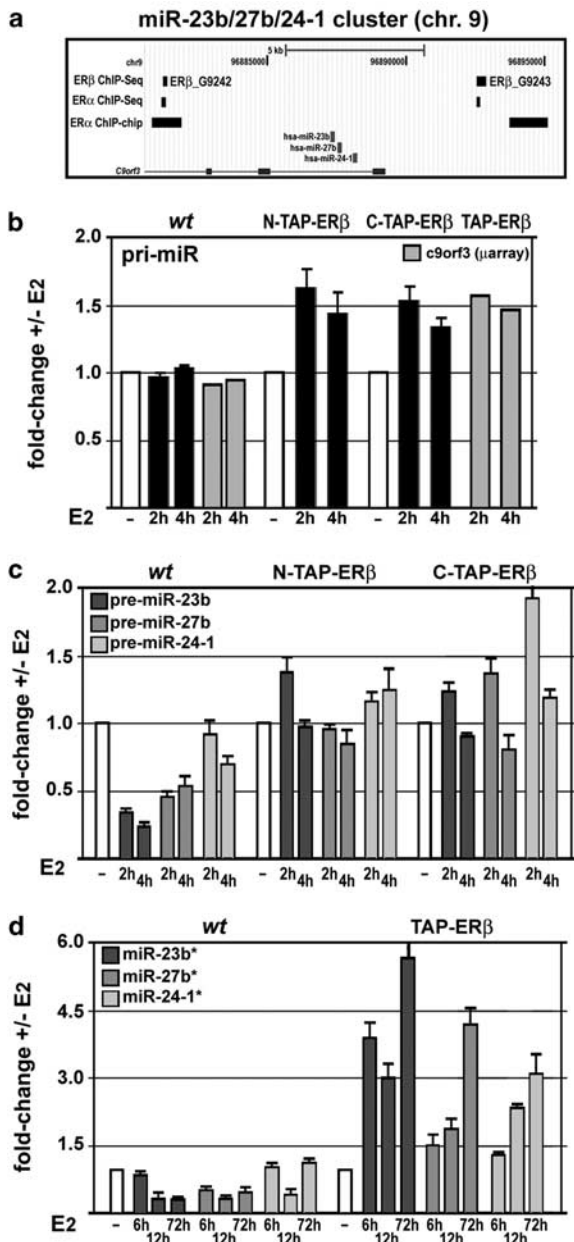 a miR-23b/27b/24-1 cluster (chr. 9)
5 kb
chr9 96885000 96890000 96895000
ERβ ChIP-Seq ERβ_G9242 ERβ_G9243
ERα ChIP-Seq
ERα ChIP-chip
hsa-miR-23b
hsa-miR-27b
hsa-miR-24-1
C9orf3
b wt N-TAP-ERβ C-TAP-ERβ TAP-ERβ
pri-miR c9orf3 (μarray)
fold-change +/- E2
2.0
1.5
1.0
0.5
E2 – 2h 4h 2h 4h – 2h 4h – 2h 4h 2h 4h
c wt N-TAP-ERβ C-TAP-ERβ
pre-miR-23b
pre-miR-27b
pre-miR-24-1
fold-change +/- E2
2.0
1.5
1.0
0.5
E2 – 2h 4h 2h 4h 2h 4h – 2h 4h 2h 4h 2h 4h – 2h 4h 2h 4h 2h 4h
d wt TAP-ERβ
miR-23b*
miR-27b*
miR-24-1*
fold-change +/- E2
6.0
4.5
3.0
1.5
E2 – 6h 72h 6h 72h 6h 72h – 6h 72h 6h 72h 6h 72h
12h 12h 12h 12h 12h 12h